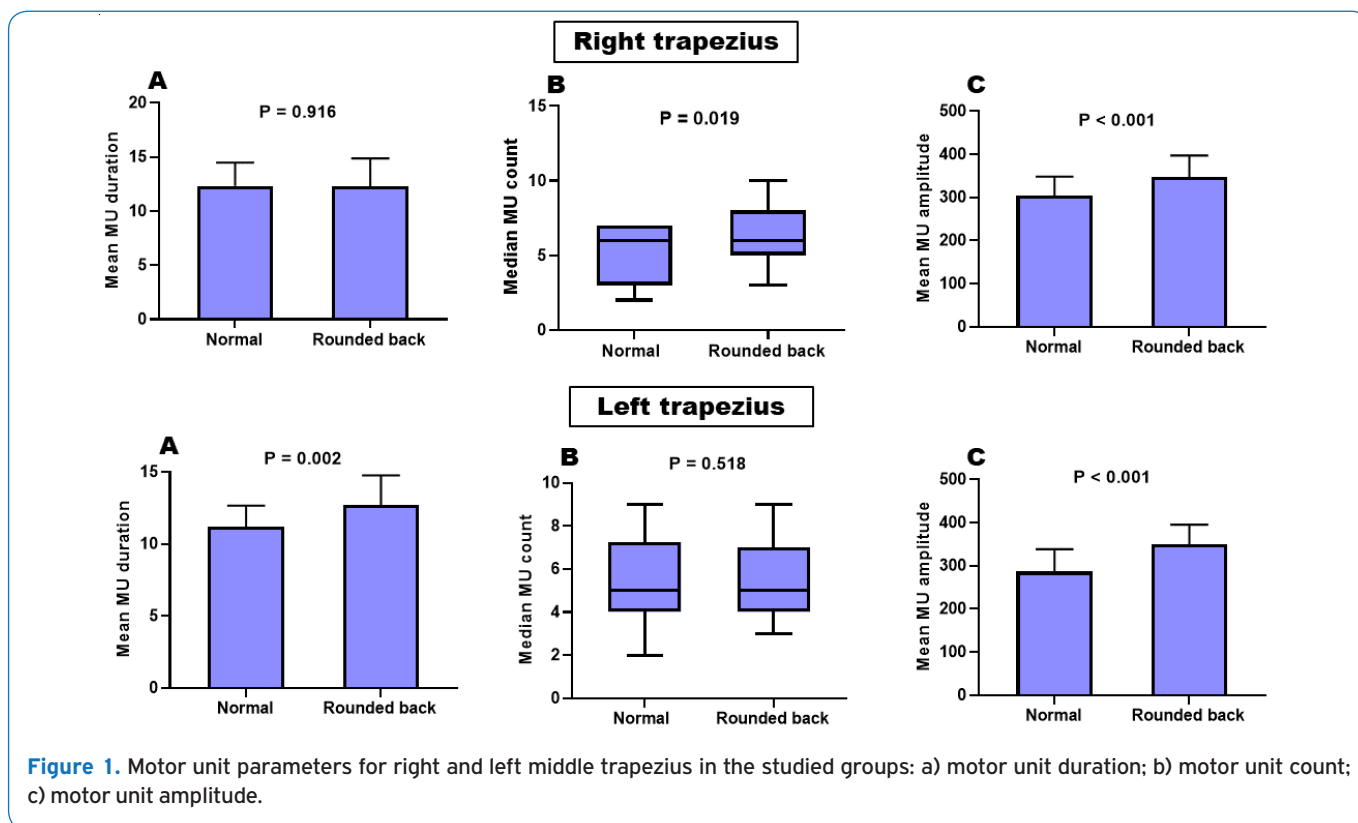 Right trapezius
A
P = 0.916
Mean MU duration
20
15
10
5
0
Normal Rounded back
B
P = 0.019
Median MU count
15
10
5
0
Normal Rounded back
C
P < 0.001
Mean MU amplitude
500
400
300
200
100
0
Normal Rounded back
Left trapezius
A
P = 0.002
Mean MU duration
15
10
5
0
Normal Rounded back
B
P = 0.518
Median MU count
10
8
6
4
2
0
Normal Rounded back
C
P < 0.001
Mean MU amplitude
500
400
300
200
100
0
Normal Rounded back
Figure 1. Motor unit parameters for right and left middle trapezius in the studied groups: a) motor unit duration; b) motor unit count;
c) motor unit amplitude.